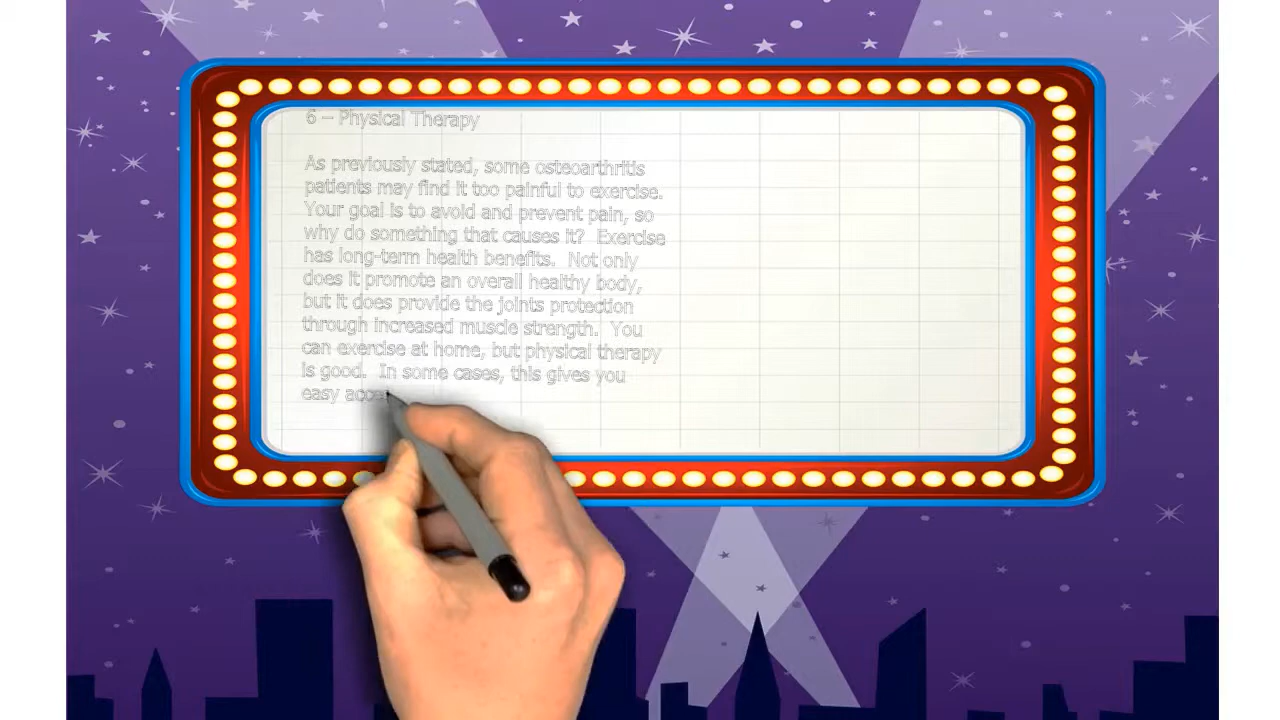 6 – Physical Therapy
As previously stated, some osteoarthritis
patients may find it too painful to exercise.
Your goal is to avoid and prevent pain, so
why do something that causes it?  Exercise
has long-term health benefits.  Not only
does it promote an overall healthy body,
but it does provide the joints protection
through increased muscle strength.  You
can exercise at home, but physical therapy
is good.  In some cases, this gives you
easy